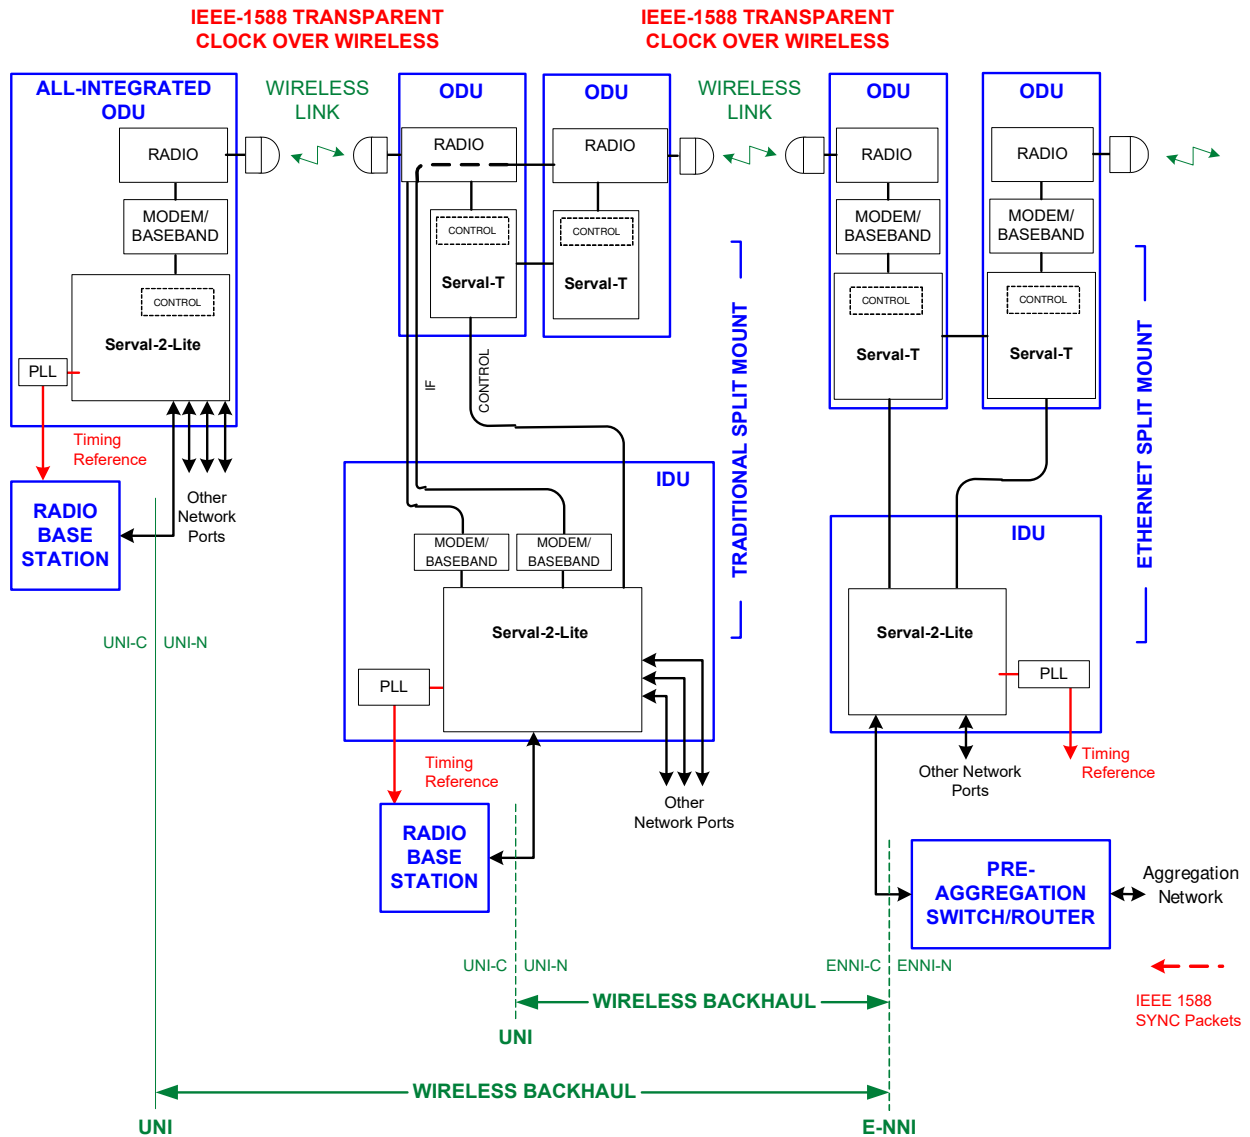 IEEE-1588 TRANSPARENT
CLOCK OVER WIRELESS
IEEE-1588 TRANSPARENT
CLOCK OVER WIRELESS
ALL-INTEGRATED
ODU
WIRELESS
LINK
ODU
ODU
WIRELESS
LINK
ODU
ODU
RADIO
RADIO
RADIO
RADIO
RADIO
MODEM/
BASEBAND
CONTROL
Serval-T
CONTROL
Serval-T
MODEM/
BASEBAND
MODEM/
BASEBAND
CONTROL
Serval-2-Lite
PLL
CONTROL
Serval-T
CONTROL
Serval-T
IF
CONTROL
TRADITIONAL SPLIT MOUNT
ETHERNET SPLIT MOUNT
Timing
Reference
RADIO
BASE
STATION
Other
Network
Ports
IDU
MODEM/
BASEBAND
MODEM/
BASEBAND
Serval-2-Lite
PLL
IDU
Serval-2-Lite
PLL
UNI-C
UNI-N
Timing
Reference
Other
Network Ports
Other Network
Ports
Timing
Reference
RADIO
BASE
STATION
PRE-
AGGREGATION
SWITCH/ROUTER
Aggregation
Network
UNI-C
UNI-N
ENNI-C
ENNI-N
WIRELESS BACKHAUL
IEEE 1588
SYNC Packets
UNI
WIRELESS BACKHAUL
UNI
E-NNI